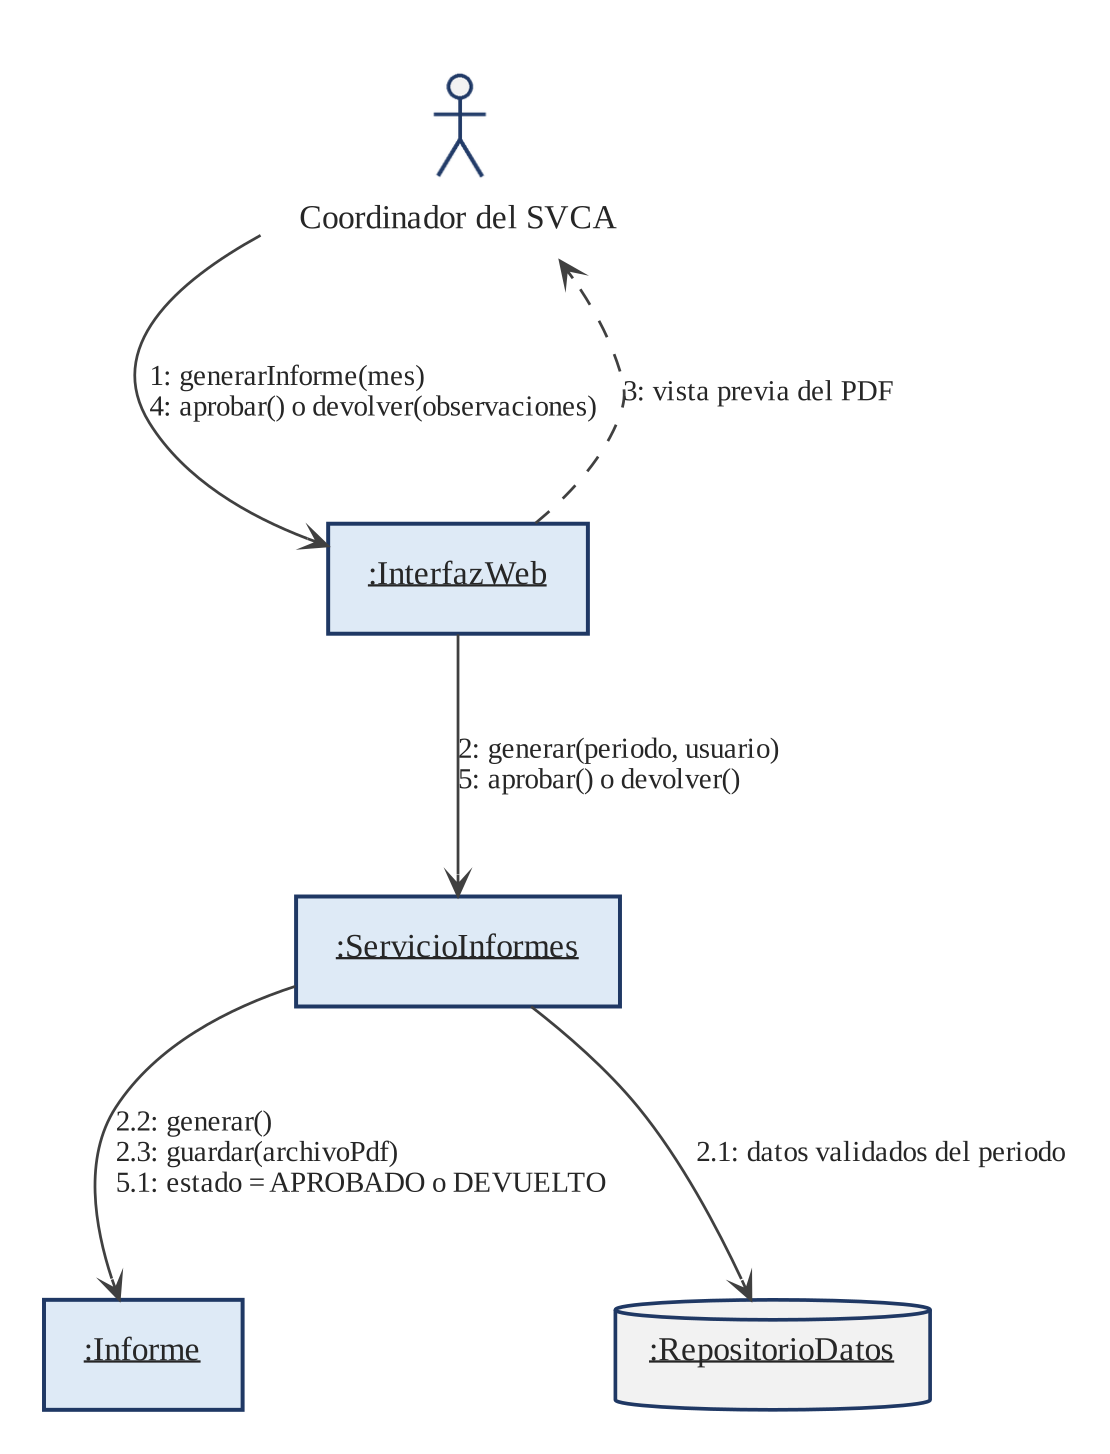 Coordinador del SVCA
1: generarInforme(mes)
4: aprobar() o devolver(observaciones)
3: vista previa del PDF
:InterfazWeb
2: generar(periodo, usuario)
5: aprobar() o devolver()
:ServicioInformes
2.2: generar()
2.3: guardar(archivoPdf)
5.1: estado = APROBADO o DEVUELTO
2.1: datos validados del periodo
:Informe
:RepositorioDatos